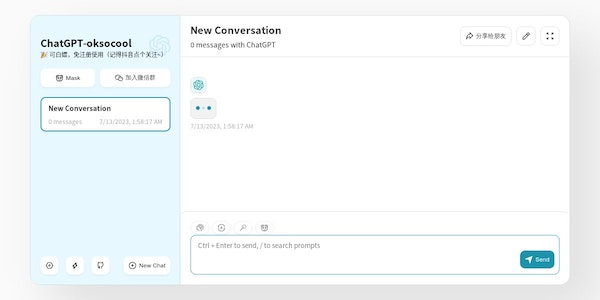 ChatGPT-oksocool
🎉 可白嫖，免注册使用（记得抖音点个关注~）
Mask
加入微信群
New Conversation
0 messages
7/13/2023, 1:58:17 AM
New Chat
New Conversation
0 messages with ChatGPT
分享给朋友
7/13/2023, 1:58:17 AM
Ctrl + Enter to send, / to search prompts
Send